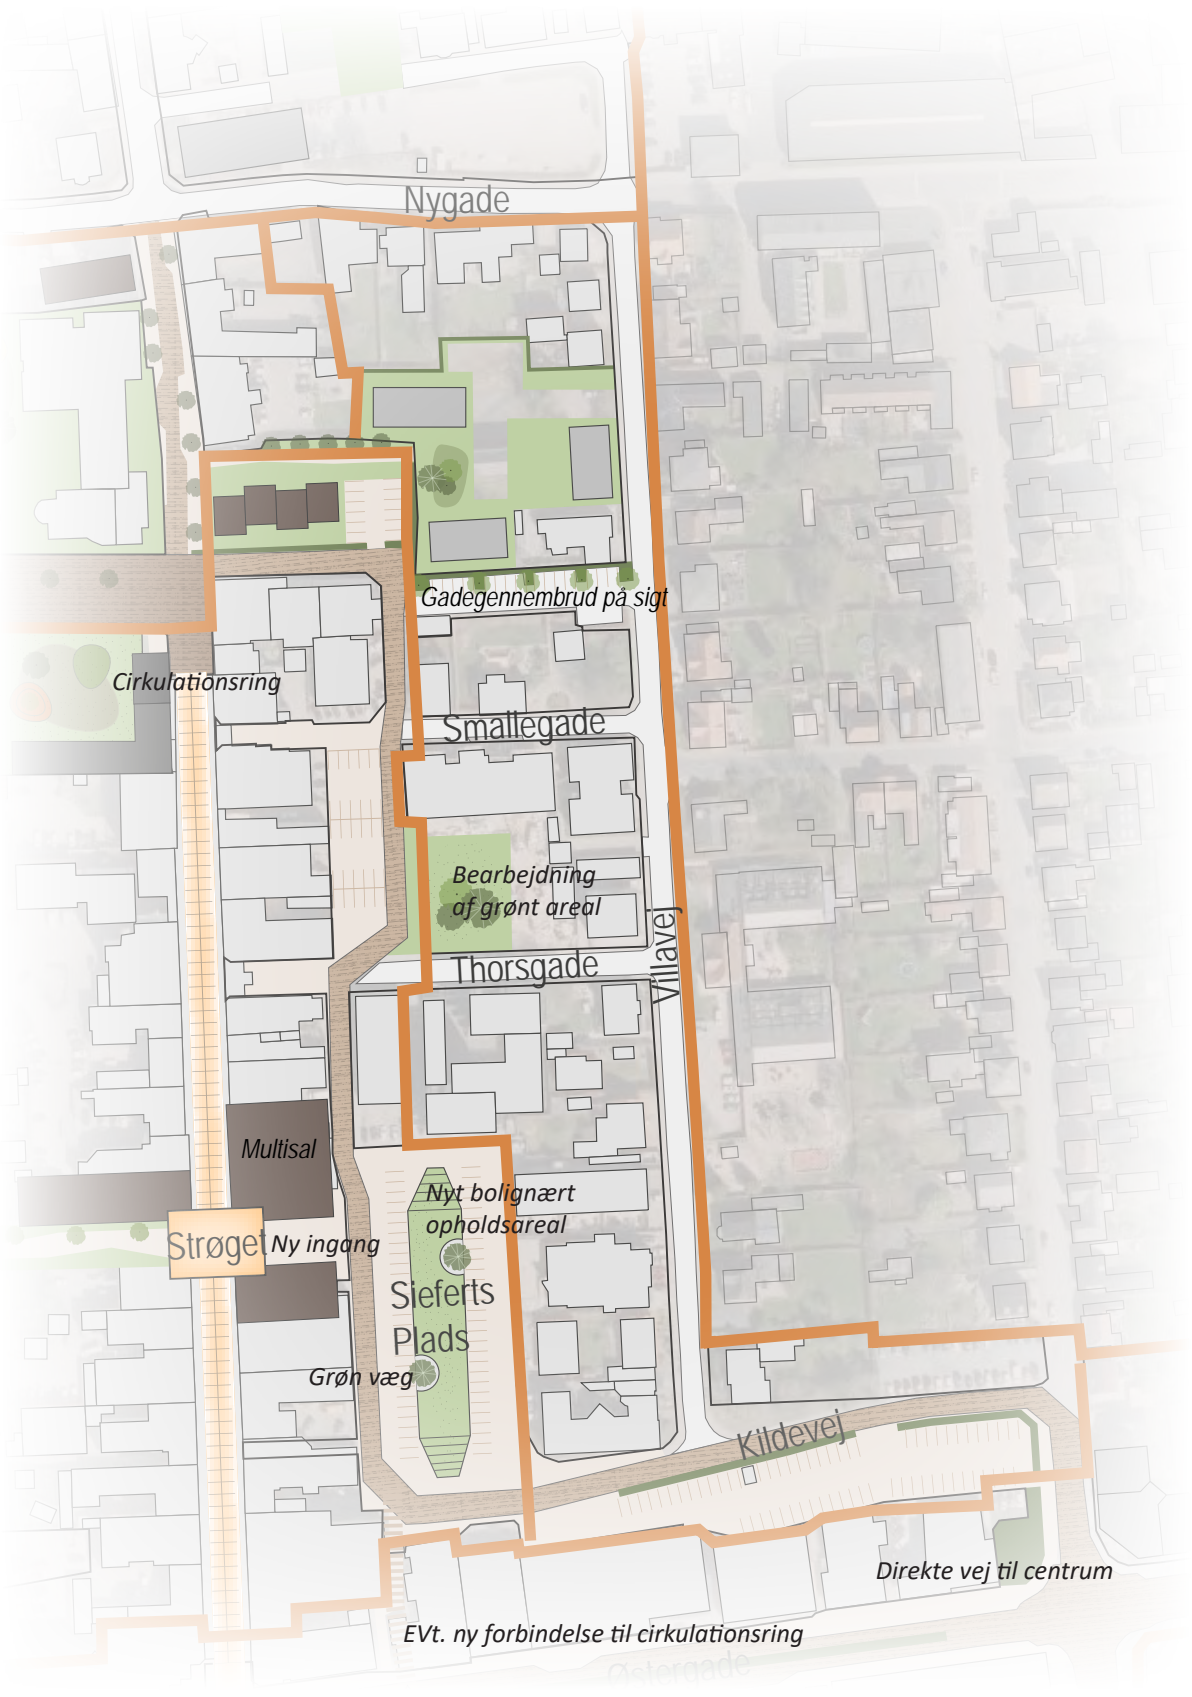 Nygade
Gadegennembrud på sigt
Cirkulationsring
Smallegade
Bearbejdning
af grønt areal
Villavej
Thorsgade
Multisal
Nyt bolignært
opholdsareal
Strøget
Ny ingang
Sieferts
Plads
Grøn væg
Kildevej
Direkte vej til centrum
EVt. ny forbindelse til cirkulationsring
Østergade